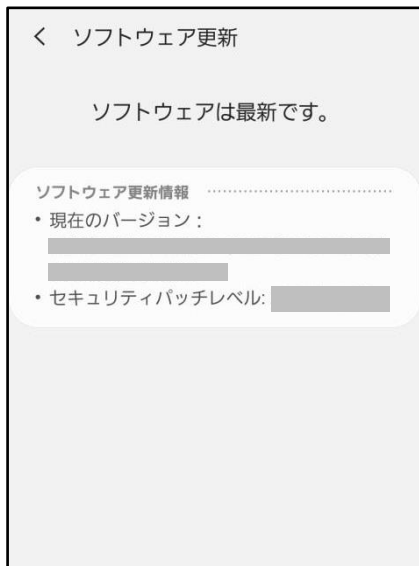 ソフトウェア更新
ソフトウェアは最新です。
ソフトウェア更新情報
• 現在のバージョン :
• セキュリティパッチレベル: